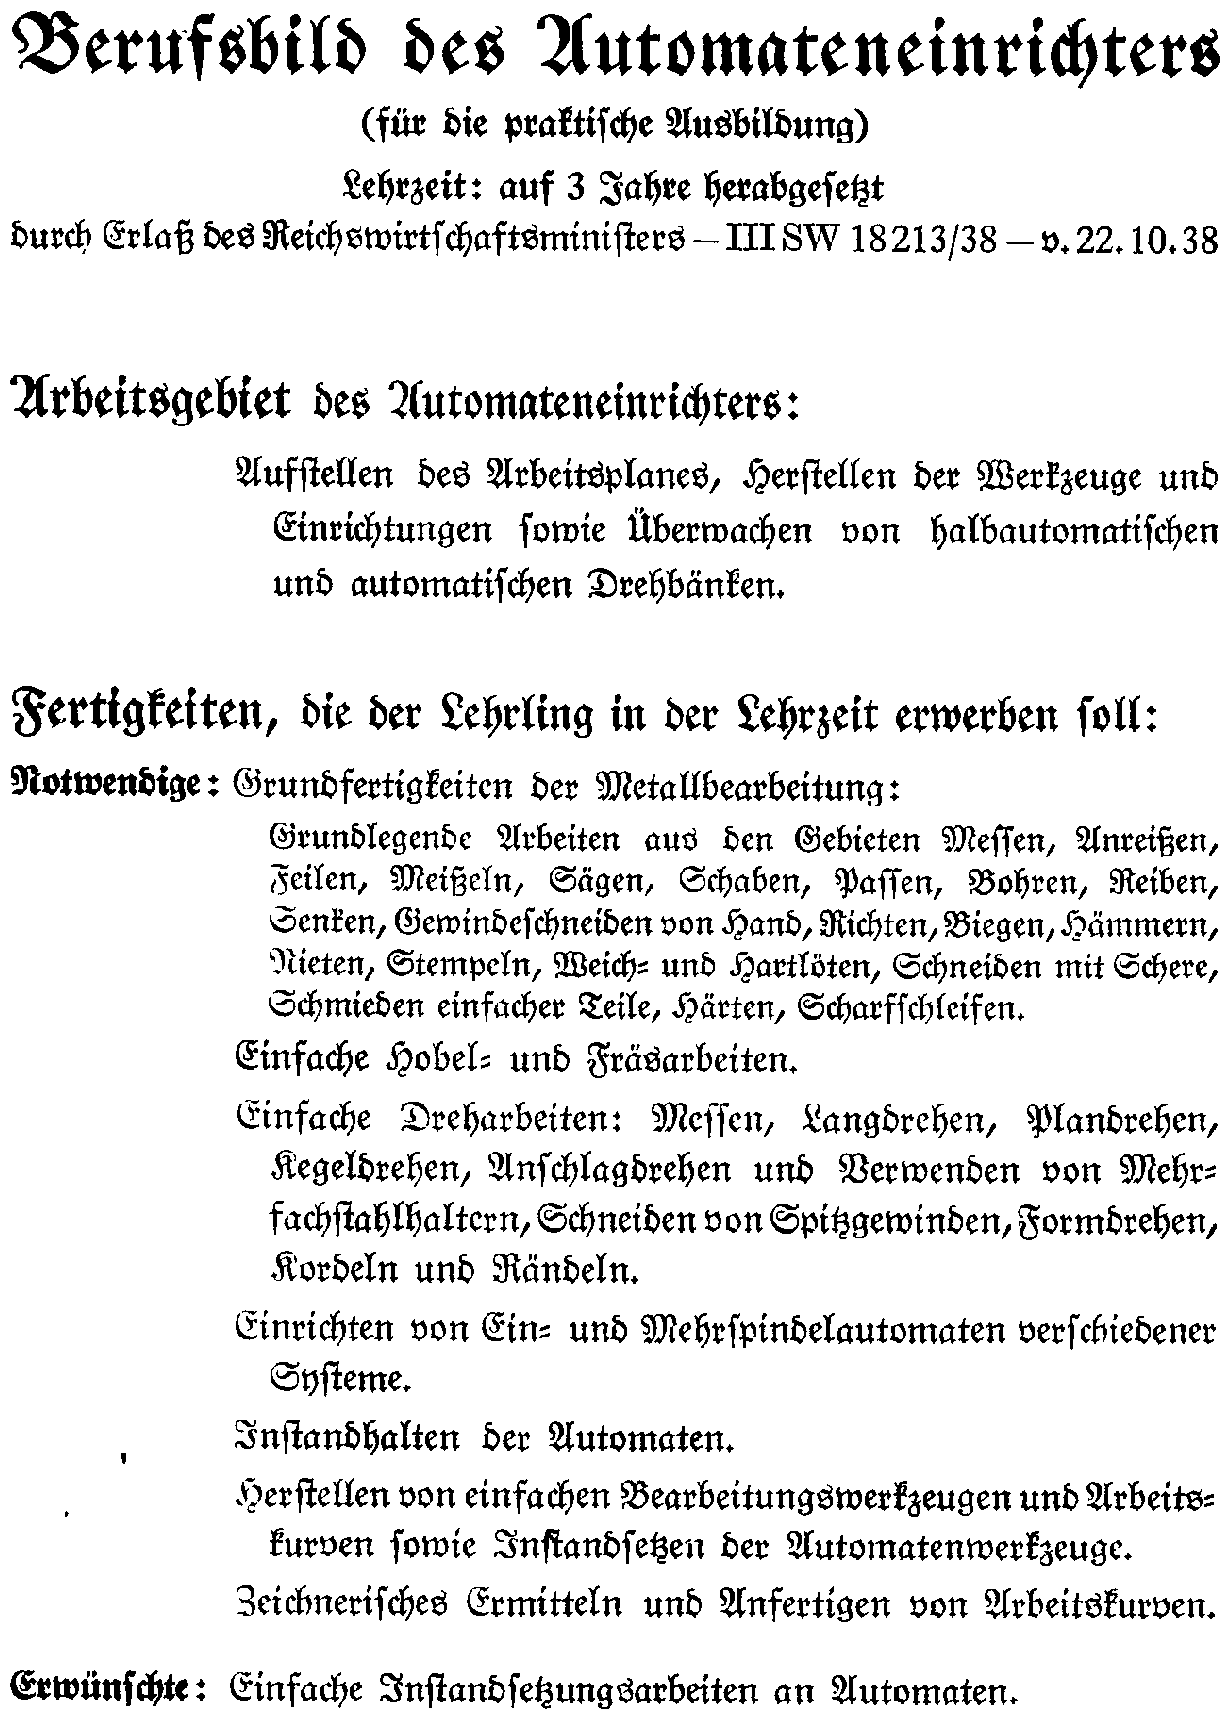 Berufsbild des Automateneinrichters
(für die praktische Ausbildung)
Lehrzeit: auf 3 Jahre herabgesetzt
durch Erlaß des Reichswirtschaftsministers – III SW 18213/38 – v. 22. 10. 38
Arbeitsgebiet des Automateneinrichters:
Aufstellen des Arbeitsplanes, Herstellen der Werkzeuge und
Einrichtungen sowie Überwachen von halbautomatischen
und automatischen Drehbänken.
Fertigkeiten, die der Lehrling in der Lehrzeit erwerben soll:
Notwendige: Grundfertigkeiten der Metallbearbeitung:
Grundlegende Arbeiten aus den Gebieten Messen, Anreißen,
Feilen, Meißeln, Sägen, Schaben, Passen, Bohren, Reiben,
Senken, Gewindeschneiden von Hand, Richten, Biegen, Hämmern,
Nieten, Stempeln, Weich- und Hartlöten, Schneiden mit Schere,
Schmieden einfacher Teile, Härten, Scharfschleifen.
Einfache Hobel- und Fräsarbeiten.
Einfache Dreharbeiten: Messen, Langdrehen, Plandrehen,
Kegeldrehen, Anschlagdrehen und Verwenden von Mehr-
fachstahlhaltern, Schneiden von Spitzgewinden, Formdrehen,
Kordeln und Rändeln.
Einrichten von Ein- und Mehrspindelautomaten verschiedener
Systeme.
Instandhalten der Automaten.
Herstellen von einfachen Bearbeitungswerkzeugen und Arbeits-
kurven sowie Instandsetzen der Automatenwerkzeuge.
Zeichnerisches Ermitteln und Anfertigen von Arbeitskurven.
Erwünschte: Einfache Instandsetzungsarbeiten an Automaten.